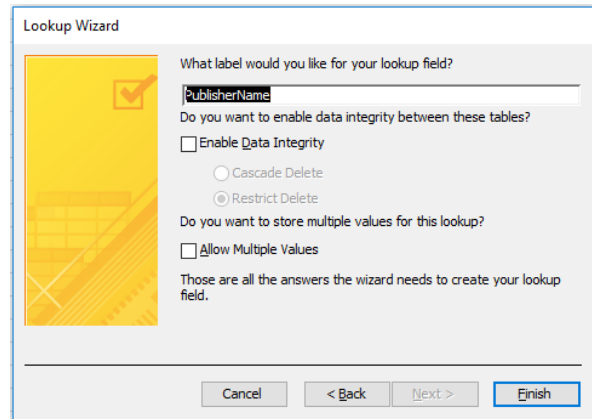 Lookup Wizard
What label would you like for your lookup field?
PublisherName
Do you want to enable data integrity between these tables?
Enable Data Integrity
Cascade Delete
Restrict Delete
Do you want to store multiple values for this lookup?
Allow Multiple Values
Those are all the answers the wizard needs to create your lookup
field.
Cancel
< Back
Next >
Finish